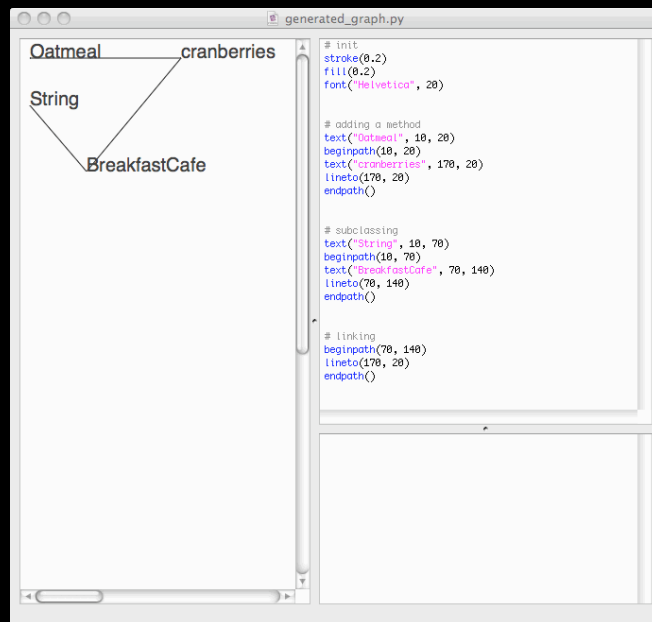 generated_graph.py
Oatmeal cranberries
String
BreakfastCafe
# init
stroke(0.2)
fill(0.2)
font("Helvetica", 20)
# adding a method
text("Oatmeal", 10, 20)
beginpath(10, 20)
text("cranberries", 170, 20)
lineto(170, 20)
endpath()
# subclassing
text("String", 10, 70)
beginpath(10, 70)
text("BreakfastCafe", 70, 140)
lineto(70, 140)
endpath()
# linking
beginpath(70, 140)
lineto(170, 20)
endpath()